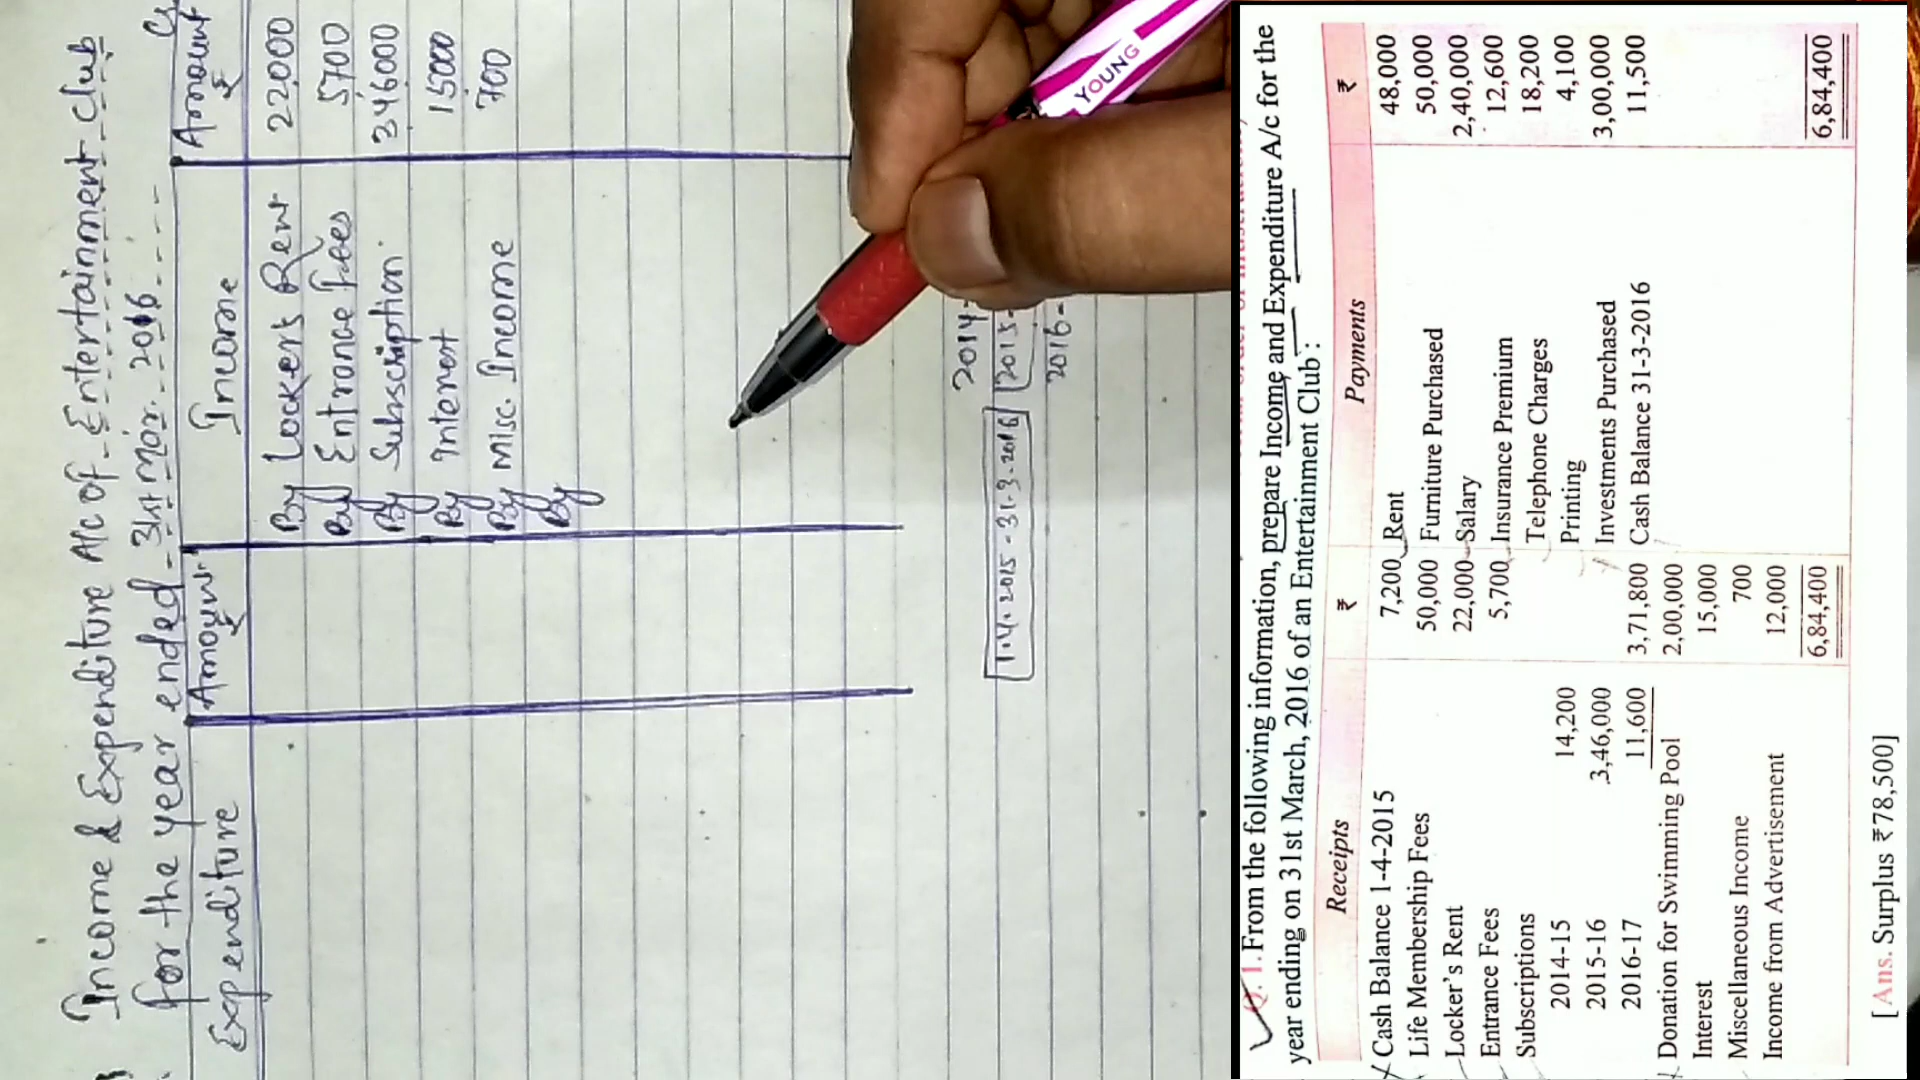 Income & Expenditure A/c of Entertainment Club
for the year ended 31st Mar. 2016
Expenditure Amount ₹ Income Amount ₹
By Lockers Rent 22000
By Entrance Fees 5700
By Subscription 346000
By Interest 15000
By Misc. Income 700
By
2014-
1.4.2015 - 31.3.2016 2015-
2016-
YOUNG
Q. 1. From the following information, prepare Income and Expenditure A/c for the
year ending on 31st March, 2016 of an Entertainment Club :
Receipts ₹ Payments ₹
Cash Balance 1-4-2015 7,200 Rent 48,000
Life Membership Fees 50,000 Furniture Purchased 50,000
Locker's Rent 22,000 Salary 2,40,000
Entrance Fees 5,700 Insurance Premium 12,600
Subscriptions Telephone Charges 18,200
2014-15 14,200 Printing 4,100
2015-16 3,46,000 Investments Purchased 3,00,000
2016-17 11,600 3,71,800 Cash Balance 31-3-2016 11,500
Donation for Swimming Pool 2,00,000
Interest 15,000
Miscellaneous Income 700
Income from Advertisement 12,000
6,84,400 6,84,400
[Ans. Surplus ₹78,500]